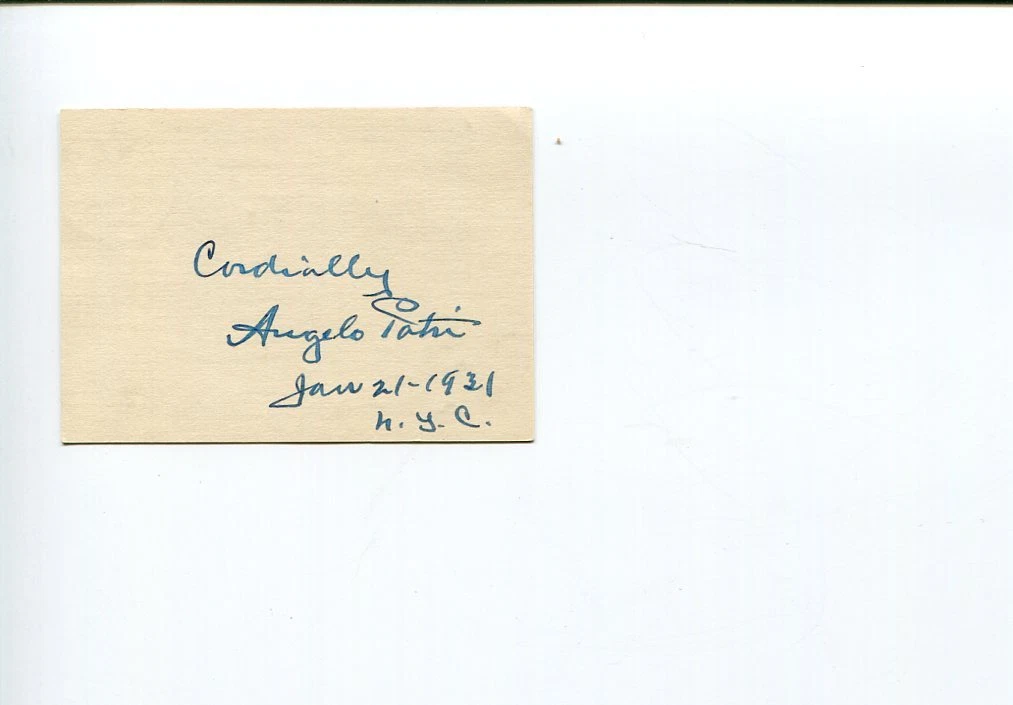 Cordially
Angelo Patri
Jan 21-1931
N.Y.C.